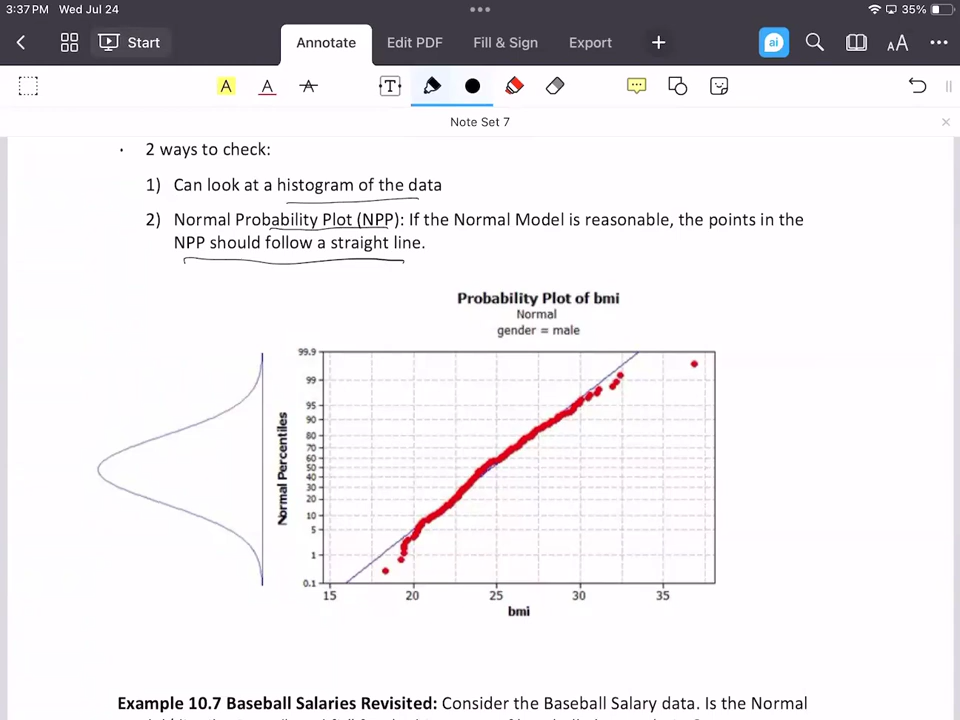 3:37 PM Wed Jul 24
35%
Start
Annotate
Edit PDF
Fill & Sign
Export
ai
AA
A A A
T
Note Set 7
· 2 ways to check:
1) Can look at a histogram of the data
2) Normal Probability Plot (NPP): If the Normal Model is reasonable, the points in the
NPP should follow a straight line.
Probability Plot of bmi
Normal
gender = male
Normal Percentiles
99.9
99
95
90
80
70
60
50
40
30
20
10
5
1
0.1
15 20 25 30 35
bmi
Example 10.7 Baseball Salaries Revisited: Consider the Baseball Salary data. Is the Normal